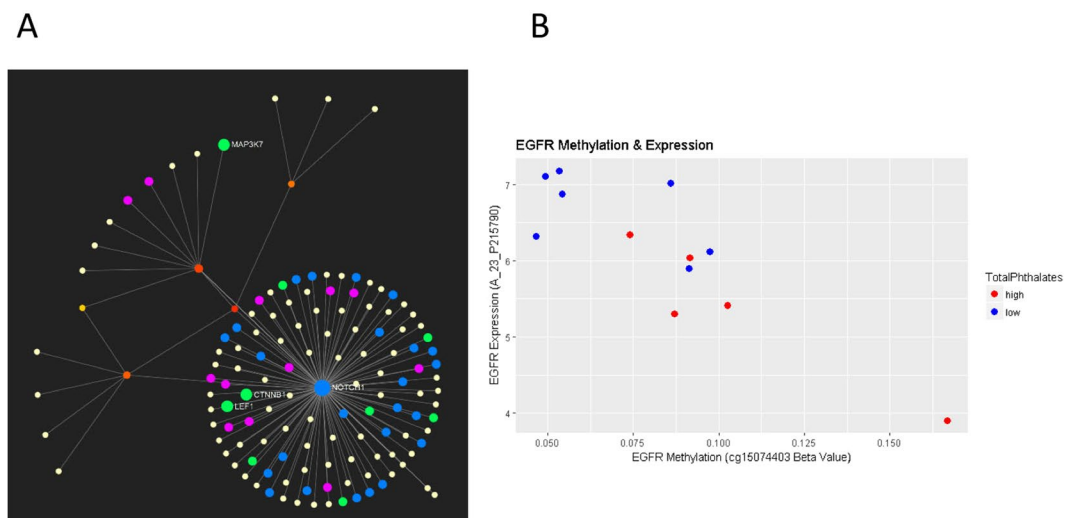 A
B
MAP3K7
NOTCH1
CTNNB1
LEF1
EGFR Methylation & Expression
EGFR Expression (A_23_P215790)
7
6
5
4
0.050
0.075
0.100
0.125
0.150
EGFR Methylation (cg15074403 Beta Value)
TotalPhthalates
high
low